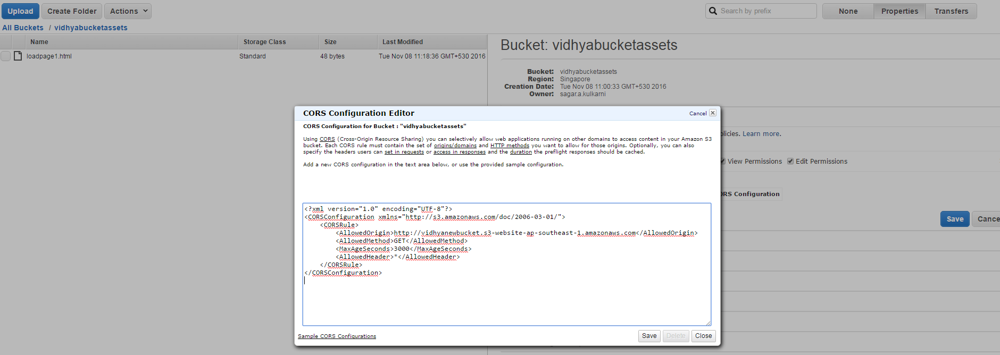 Upload Create Folder Actions Search by prefix None Properties Transfers
All Buckets / vidhyabucketassets
Name Storage Class Size Last Modified
loadpage1.html Standard 48 bytes Tue Nov 08 11:18:36 GMT+530 2016
Bucket: vidhyabucketassets
Bucket: vidhyabucketassets
Region: Singapore
Creation Date: Tue Nov 08 11:00:33 GMT+530 2016
Owner: sagar.a.kulkarni
olicies. Learn more.
View Permissions Edit Permissions
ORS Configuration
Save Cance
CORS Configuration Editor Cancel
CORS Configuration for Bucket : "vidhyabucketassets"
Using CORS (Cross-Origin Resource Sharing) you can selectively allow web applications running on other domains to access content in your Amazon S3
bucket. Each CORS rule must contain the set of origins/domains and HTTP methods you want to allow for those origins. Optionally, you can also
specify the headers users can set in requests or access in responses and the duration the preflight responses should be cached.
Add a new CORS configuration in the text area below, or use the provided sample configuration.
<?xml version="1.0" encoding="UTF-8"?>
<CORSConfiguration xmlns="http://s3.amazonaws.com/doc/2006-03-01/">
<CORSRule>
<AllowedOrigin>http://vidhyanewbucket.s3-website-ap-southeast-1.amazonaws.com</AllowedOrigin>
<AllowedMethod>GET</AllowedMethod>
<MaxAgeSeconds>3000</MaxAgeSeconds>
<AllowedHeader>*</AllowedHeader>
</CORSRule>
</CORSConfiguration>
Sample CORS Configurations Save Delete Close